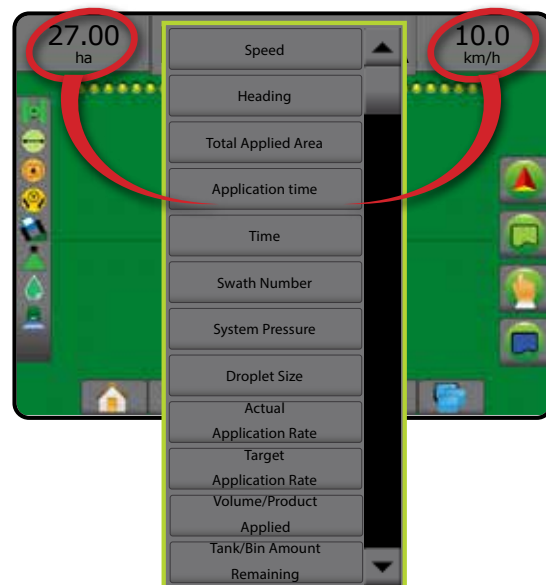 27.00
ha
10.0
km/h
Speed
Heading
Total Applied Area
Application time
Time
Swath Number
System Pressure
Droplet Size
Actual
Application Rate
Target
Application Rate
Volume/Product
Applied
Tank/Bin Amount
Remaining